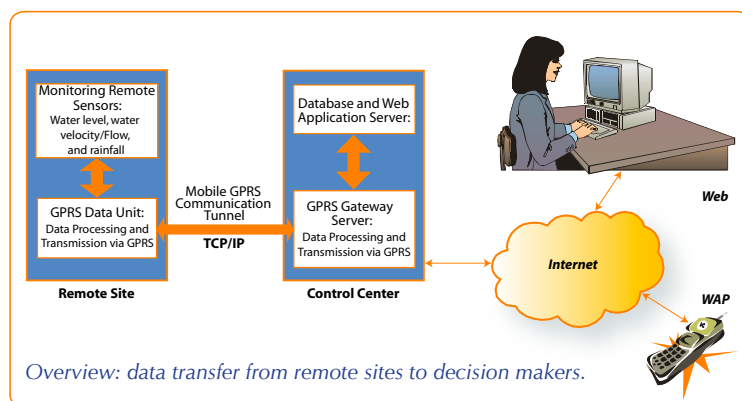 Monitoring Remote
Sensors:
Water level, water
velocity/Flow,
and rainfall
GPRS Data Unit:
Data Processing and
Transmission via GPRS
Remote Site
Mobile GPRS
Communication
Tunnel
TCP/IP
Database and Web
Application Server:
GPRS Gateway
Server:
Data Processing and
Transmission via GPRS
Control Center
Internet
Web
WAP
Overview: data transfer from remote sites to decision makers.